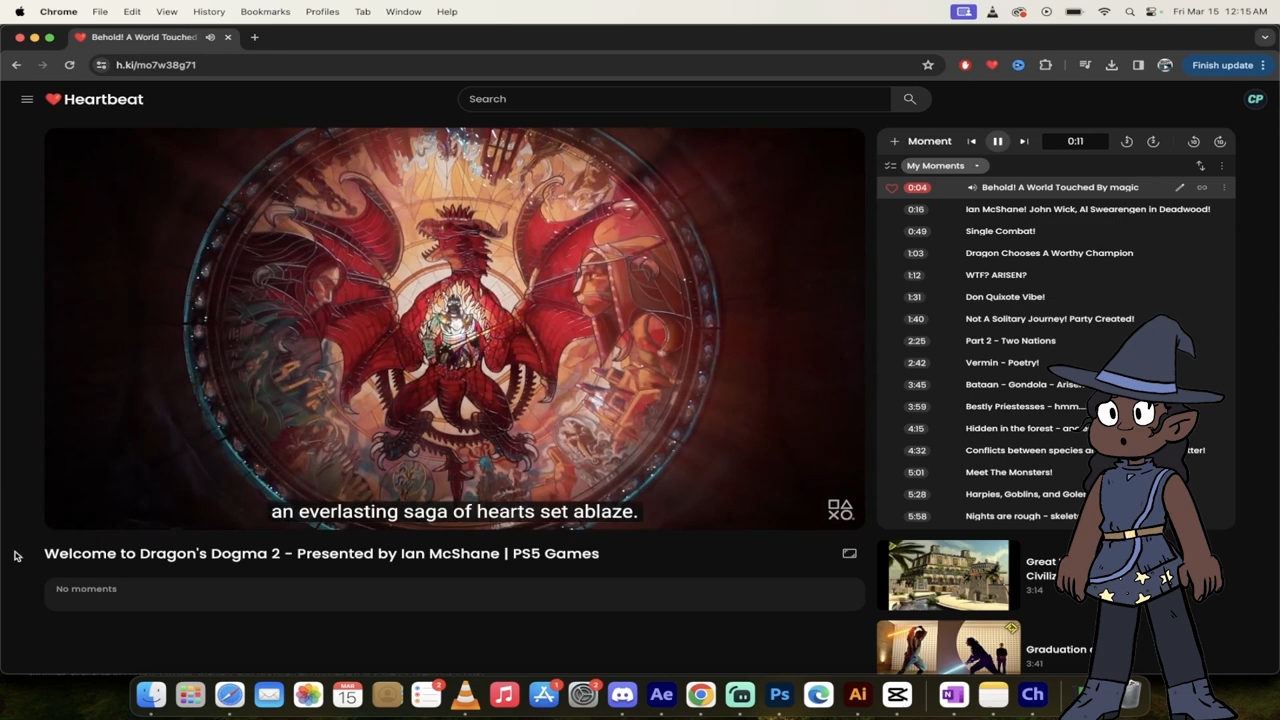 Chrome File Edit View History Bookmarks Profiles Tab Window Help Fri Mar 15 12:15 AM
Behold! A World Touched
h.ki/mo7w38g71 Finish update
Heartbeat Search CP
Moment 0:11
My Moments
0:04 Behold! A World Touched By magic
0:16 Ian McShane! John Wick, Al Swearengen in Deadwood!
0:49 Single Combat!
1:03 Dragon Chooses A Worthy Champion
1:12 WTF? ARISEN?
1:31 Don Quixote Vibe!
1:40 Not A Solitary Journey! Party Created!
2:25 Part 2 - Two Nations
2:42 Vermin - Poetry!
3:45 Bataan - Gondola -
3:59 Bestly Priestesses - hmm...
4:15 Hidden in the forest -
4:32 Conflicts between species
5:01 Meet The Monsters!
5:28 Harpies, Goblins, and
5:58 Nights are rough -
an everlasting saga of hearts set ablaze.
Welcome to Dragon's Dogma 2 - Presented by Ian McShane | PS5 Games
No moments
Great
3:14
Graduation
3:41
MAR
15
2
1
2
Ae
Ps
Ai
N
Ch